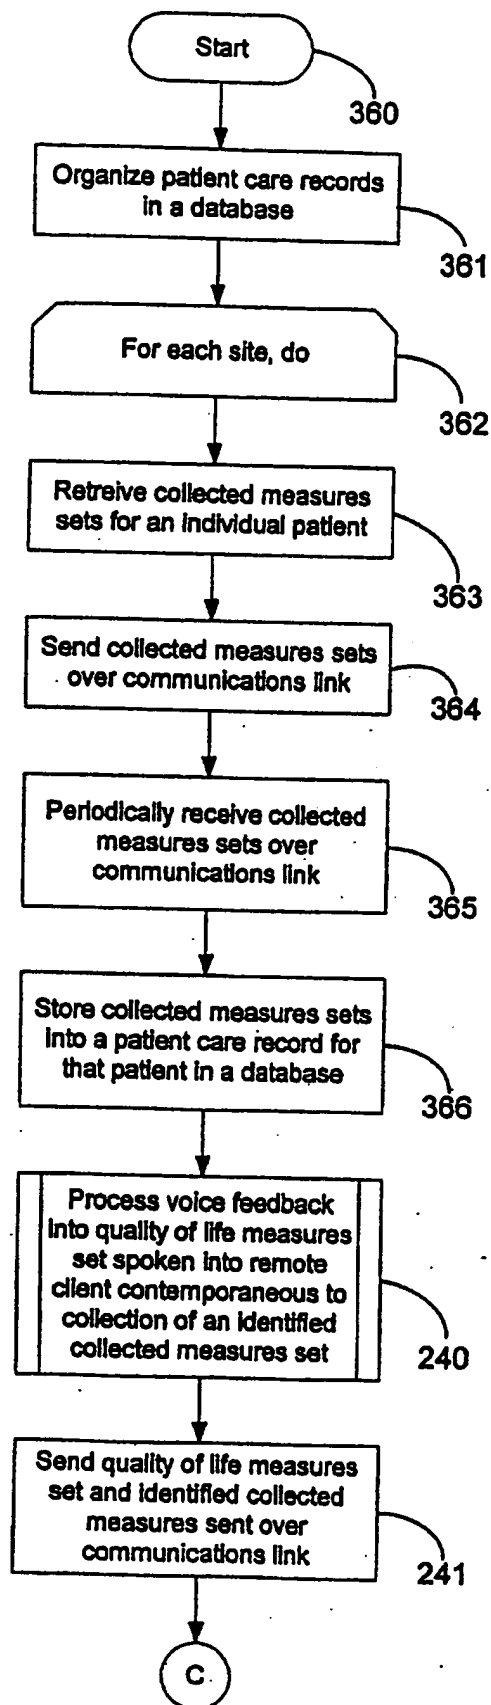 Start
360
Organize patient care records
in a database
361
For each site, do
362
Retreive collected measures
sets for an individual patient
363
Send collected measures sets
over communications link
364
Periodically receive collected
measures sets over
communications link
365
Store collected measures sets
into a patient care record for
that patient in a database
366
Process voice feedback
into quality of life measures
set spoken into remote
client contemporaneous to
collection of an identified
collected measures set
240
Send quality of life measures
set and identified collected
measures sent over
communications link
241
C